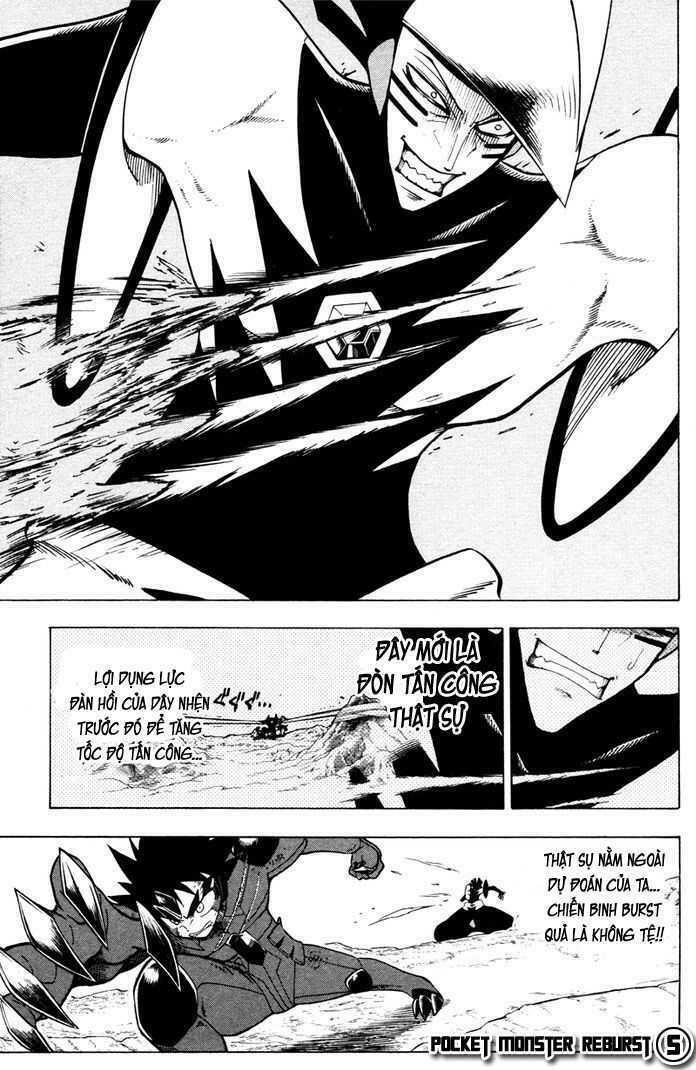 ĐÂY MỚI LÀ
ĐÒN TẤN CÔNG
THẬT SỰ
LỢI DỤNG LỰC
ĐÀN HỒI CỦA DÂY NHỆN
TRƯỚC ĐÓ ĐỂ TĂNG
TỐC ĐỘ TẤN CÔNG...
THẬT SỰ NẰM NGOÀI
DỰ ĐOÁN CỦA TA...
CHIẾN BINH BURST
QUẢ LÀ KHÔNG TỆ!!
POCKET MONSTER REBURST 5